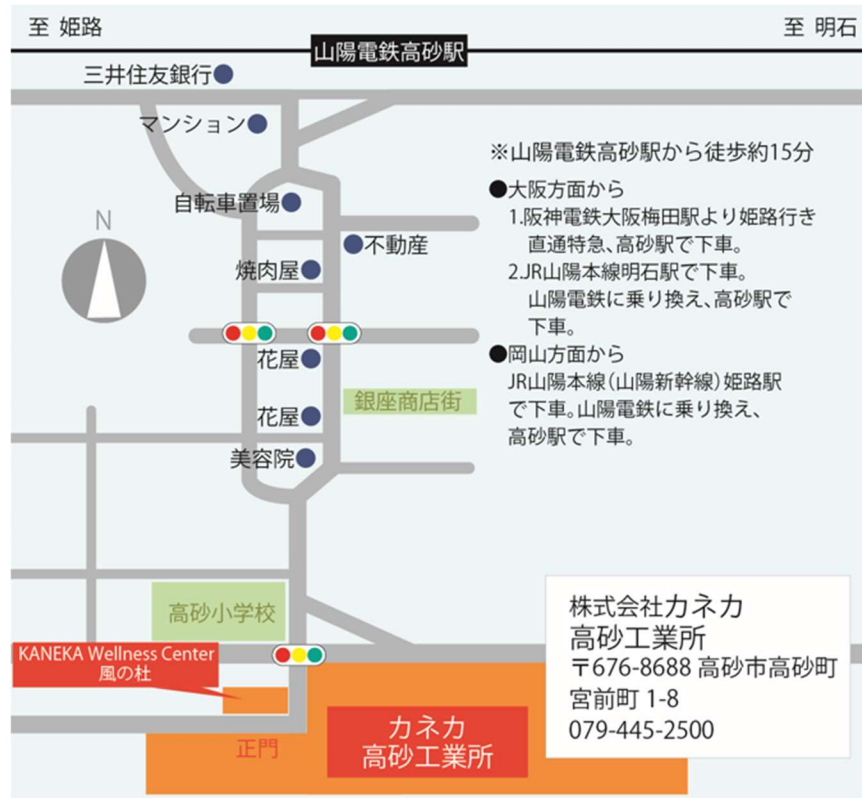 至 姫路
至 明石
山陽電鉄高砂駅
三井住友銀行
マンション
※山陽電鉄高砂駅から徒歩約15分
●大阪方面から
1.阪神電鉄大阪梅田駅より姫路行き
直通特急、高砂駅で下車。
2.JR山陽本線明石駅で下車。
山陽電鉄に乗り換え、高砂駅で
下車。
●岡山方面から
JR山陽本線(山陽新幹線)姫路駅
で下車。山陽電鉄に乗り換え、
高砂駅で下車。
自転車置場
N
不動産
焼肉屋
花屋
銀座商店街
花屋
美容院
高砂小学校
KANEKA Wellness Center
風の杜
正門
カネカ
高砂工業所
株式会社カネカ
高砂工業所
〒676-8688 高砂市高砂町
宮前町 1-8
079-445-2500